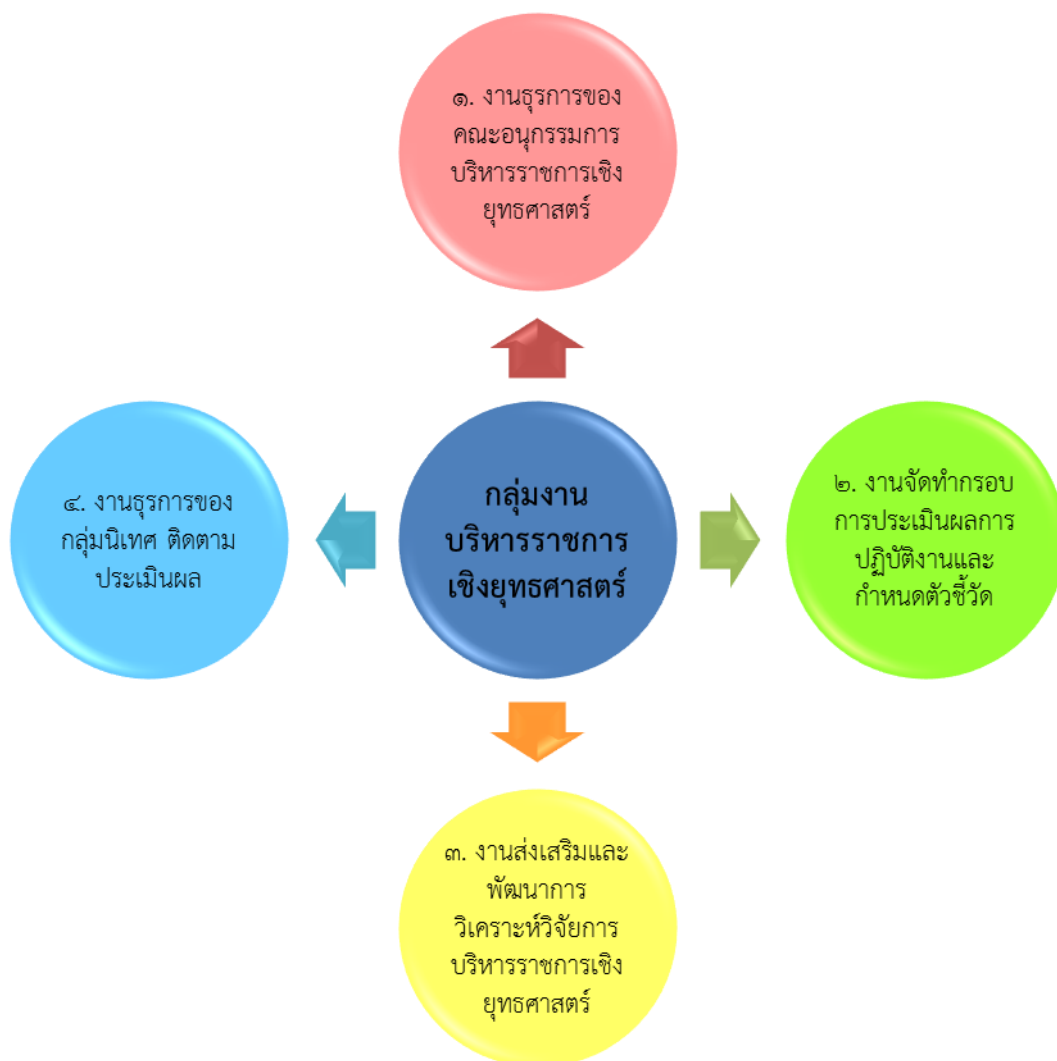 ๑. งานธุรการของ
คณะอนุกรรมการ
บริหารราชการเชิง
ยุทธศาสตร์
๔. งานธุรการของ
กลุ่มนิเทศ ติดตาม
ประเมินผล
กลุ่มงาน
บริหารราชการ
เชิงยุทธศาสตร์
๒. งานจัดทำกรอบ
การประเมินผลการ
ปฏิบัติงานและ
กำหนดตัวชี้วัด
๓. งานส่งเสริมและ
พัฒนาการ
วิเคราะห์วิจัยการ
บริหารราชการเชิง
ยุทธศาสตร์